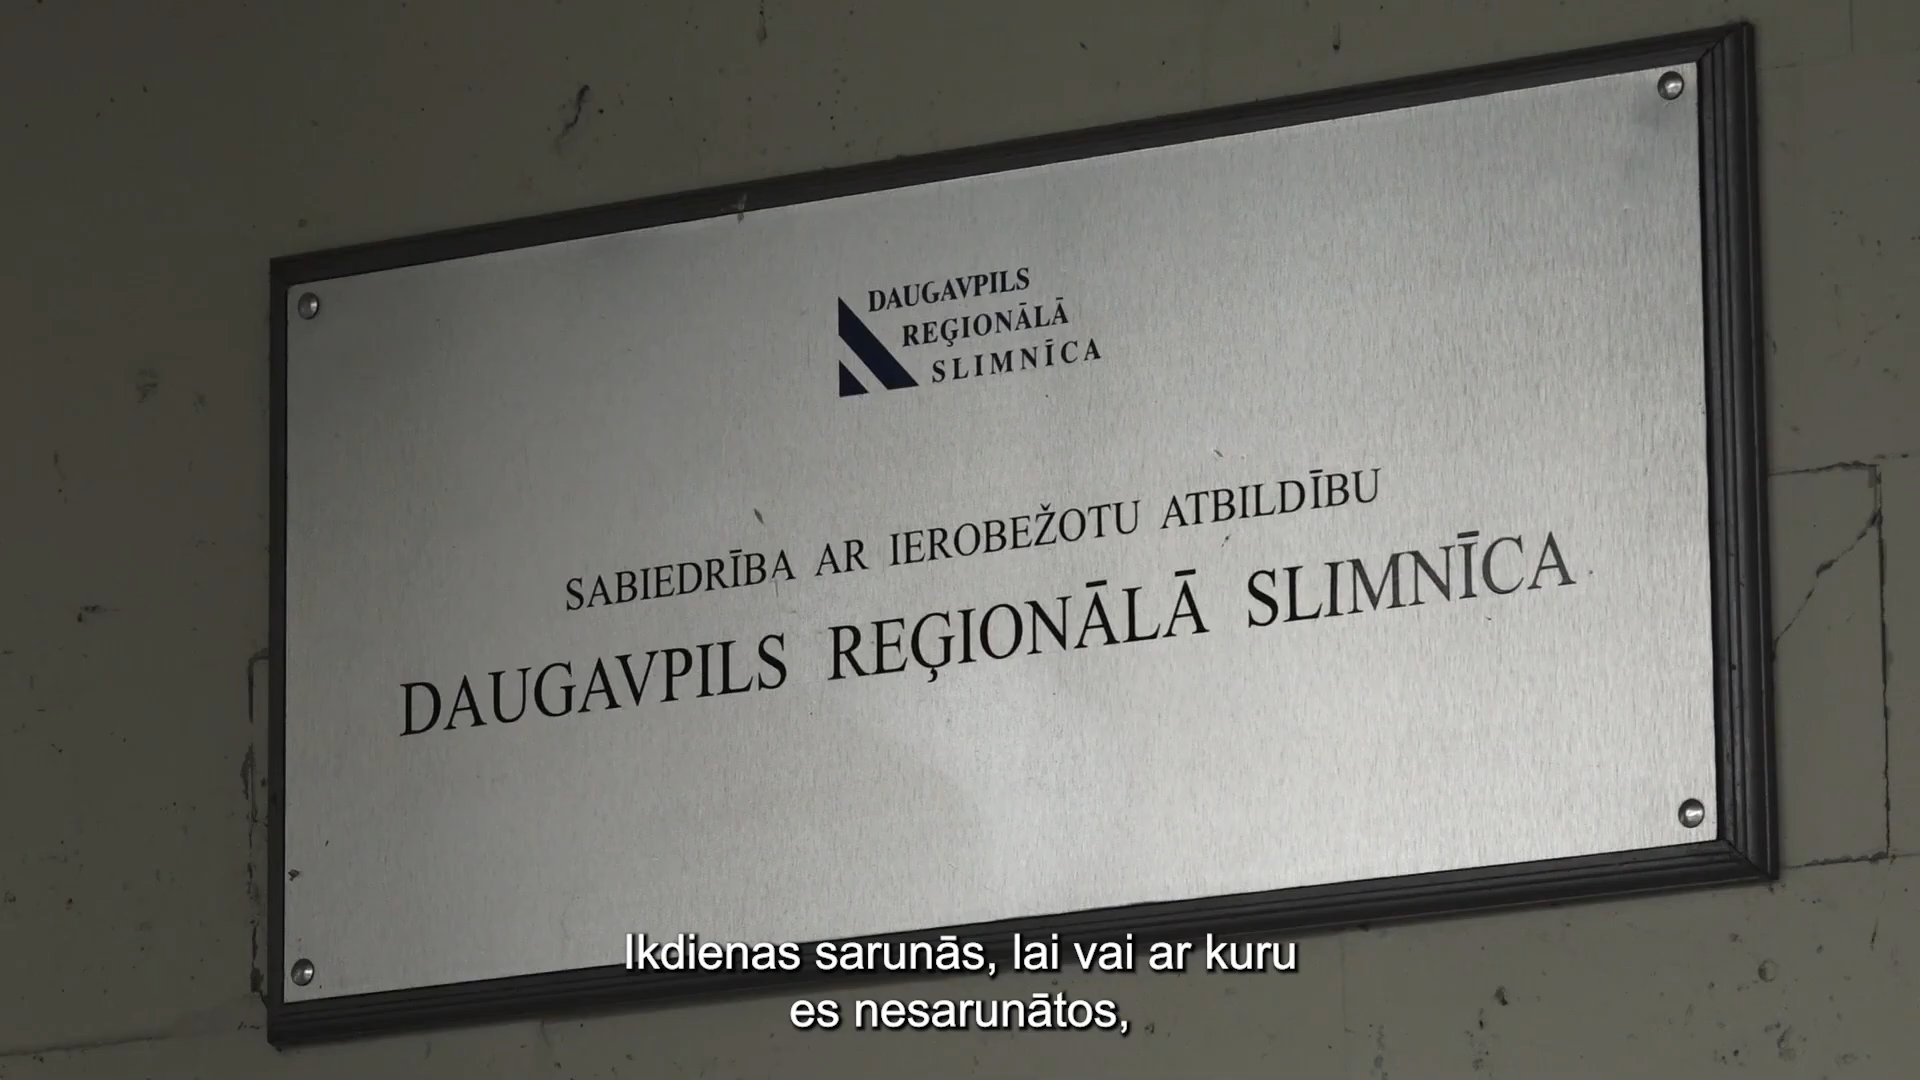 DAUGAVPILS
REĢIONĀLĀ
SLIMNĪCA
SABIEDRĪBA AR IEROBEŽOTU ATBILDĪBU
DAUGAVPILS REĢIONĀLĀ SLIMNĪCA
Ikdienas sarunās, lai vai ar kuru
es nesarunātos,